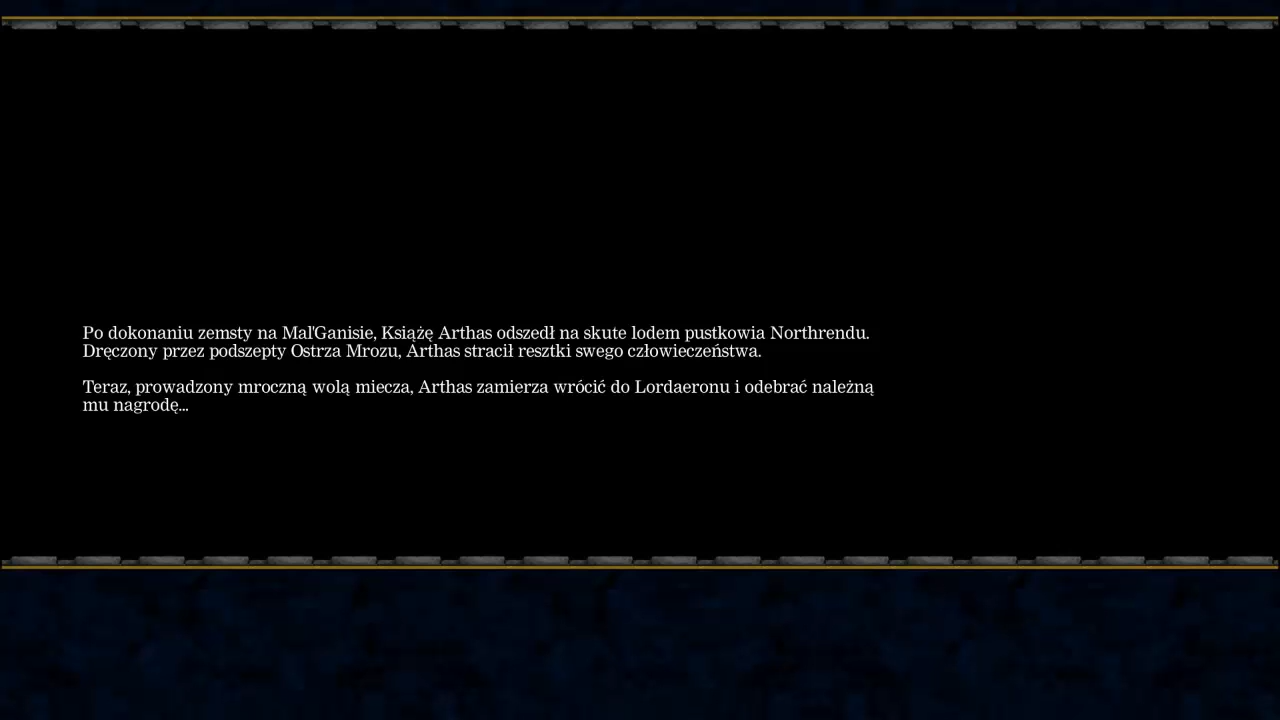 Po dokonaniu zemsty na Mal'Ganisie, Książę Arthas odszedł na skute lodem pustkowia Northrendu.
Dręczony przez podszepty Ostrza Mrozu, Arthas stracił resztki swego człowieczeństwa.
Teraz, prowadzony mroczną wolą miecza, Arthas zamierza wrócić do Lordaeronu i odebrać należną
mu nagrodę...